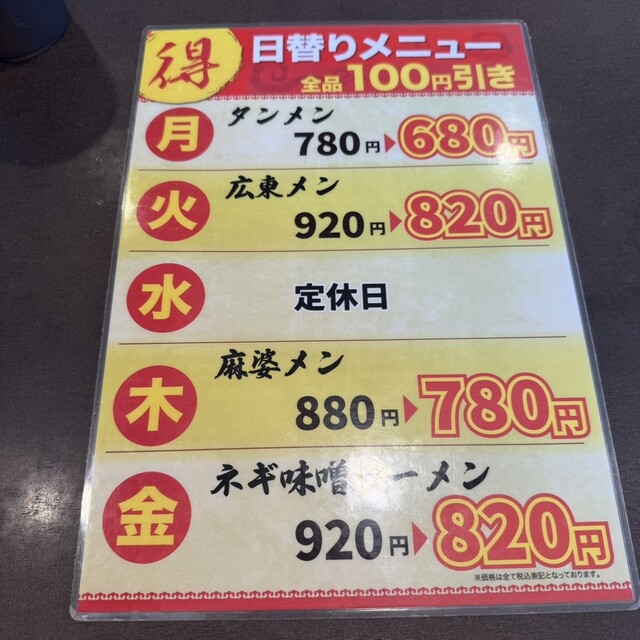 得
日替りメニュー
全品100円引き
月
タンメン
780円▶680円
火
広東メン
920円▶820円
水
定休日
木
麻婆メン
880円▶780円
金
ネギ味噌 ーメン
920円▶820円
※価格は全て税込表記となっております。